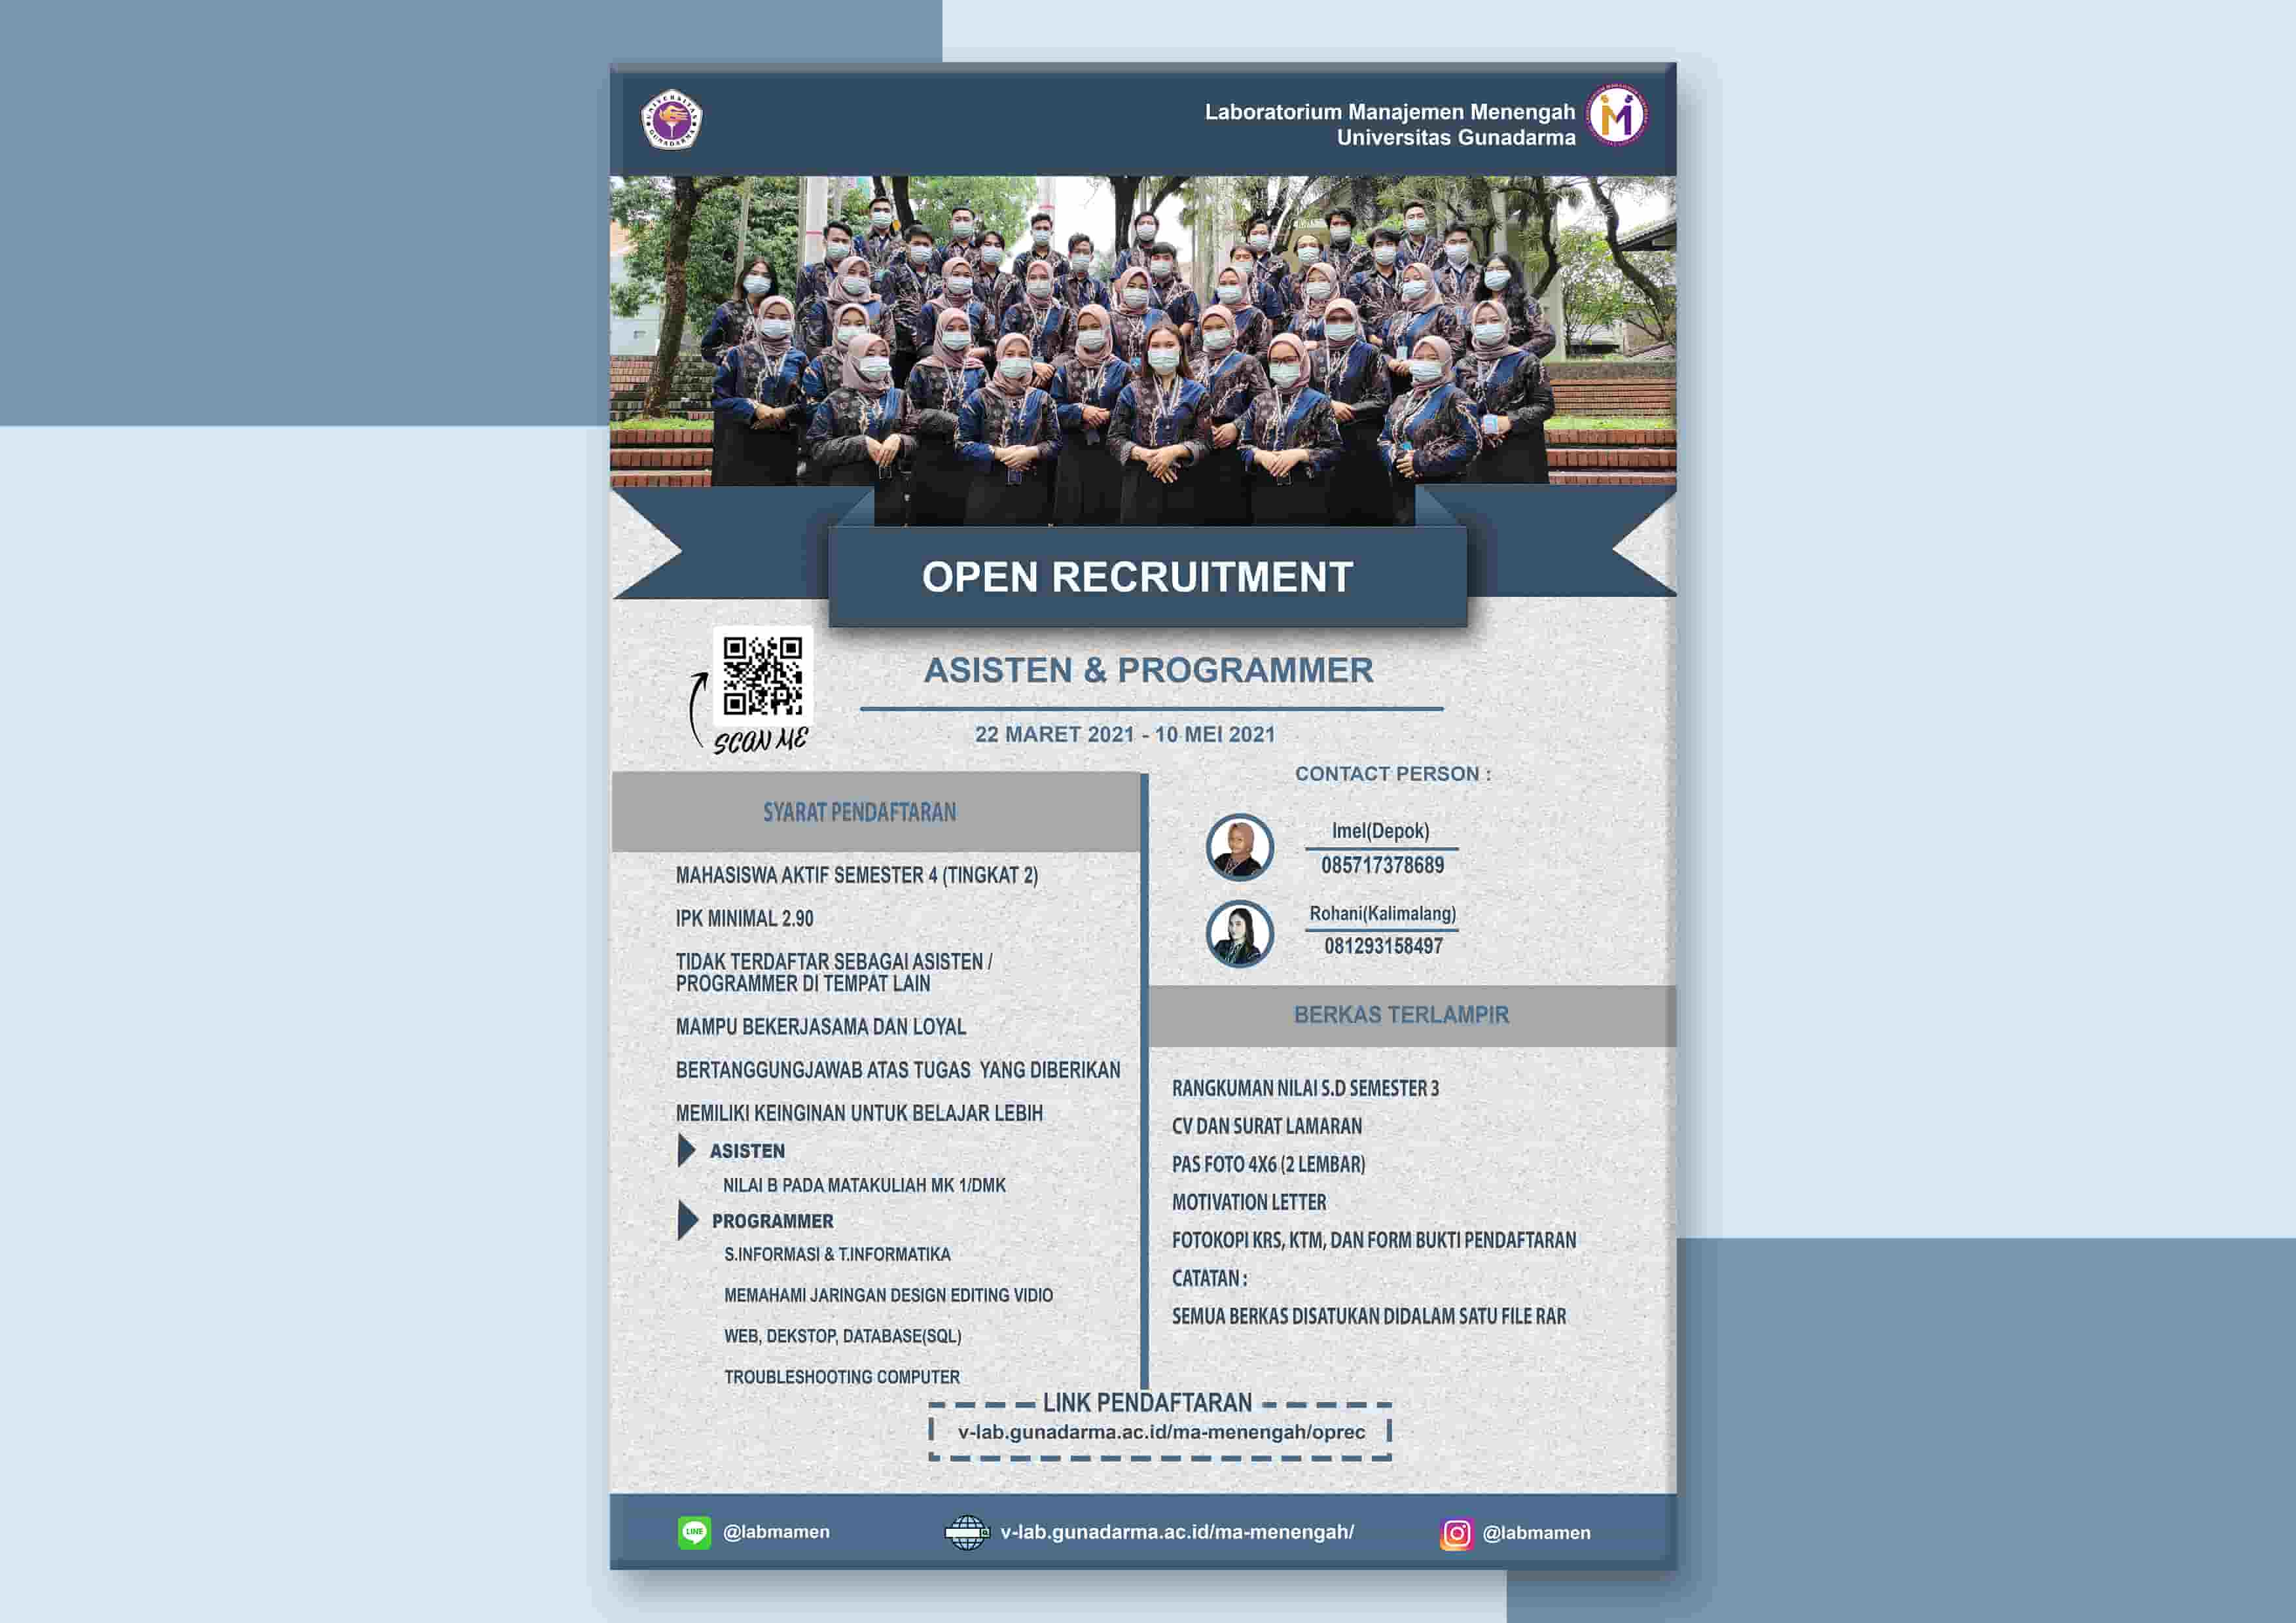 UNIVERSITAS
GUNADARMA
Laboratorium Manajemen Menengah
Universitas Gunadarma
M
OPEN RECRUITMENT
SCAN ME
ASISTEN & PROGRAMMER
22 MARET 2021 - 10 MEI 2021
SYARAT PENDAFTARAN
MAHASISWA AKTIF SEMESTER 4 (TINGKAT 2)
IPK MINIMAL 2.90
TIDAK TERDAFTAR SEBAGAI ASISTEN /
PROGRAMMER DI TEMPAT LAIN
MAMPU BEKERJASAMA DAN LOYAL
BERTANGGUNGJAWAB ATAS TUGAS  YANG DIBERIKAN
MEMILIKI KEINGINAN UNTUK BELAJAR LEBIH
ASISTEN
NILAI B PADA MATAKULIAH MK 1/DMK
PROGRAMMER
S.INFORMASI & T.INFORMATIKA
MEMAHAMI JARINGAN DESIGN EDITING VIDIO
WEB, DEKSTOP, DATABASE(SQL)
TROUBLESHOOTING COMPUTER
CONTACT PERSON :
Imel(Depok)
085717378689
Rohani(Kalimalang)
081293158497
BERKAS TERLAMPIR
RANGKUMAN NILAI S.D SEMESTER 3
CV DAN SURAT LAMARAN
PAS FOTO 4X6 (2 LEMBAR)
MOTIVATION LETTER
FOTOKOPI KRS, KTM, DAN FORM BUKTI PENDAFTARAN
CATATAN :
SEMUA BERKAS DISATUKAN DIDALAM SATU FILE RAR
LINK PENDAFTARAN
v-lab.gunadarma.ac.id/ma-menengah/oprec
LINE
@labmamen
v-lab.gunadarma.ac.id/ma-menengah/
@labmamen